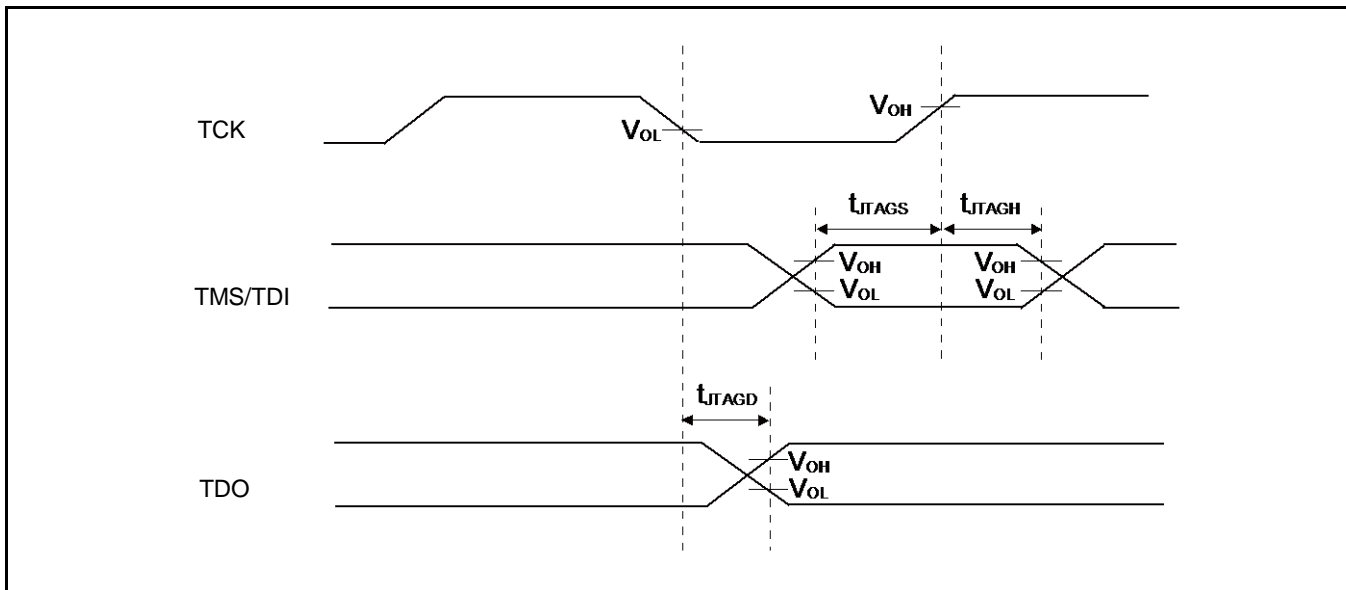 TCK
VOL
VOH
tJTAGS
tJTAGH
TMS/TDI
VOH
VOL
VOH
VOL
tJTAGD
TDO
VOH
VOL